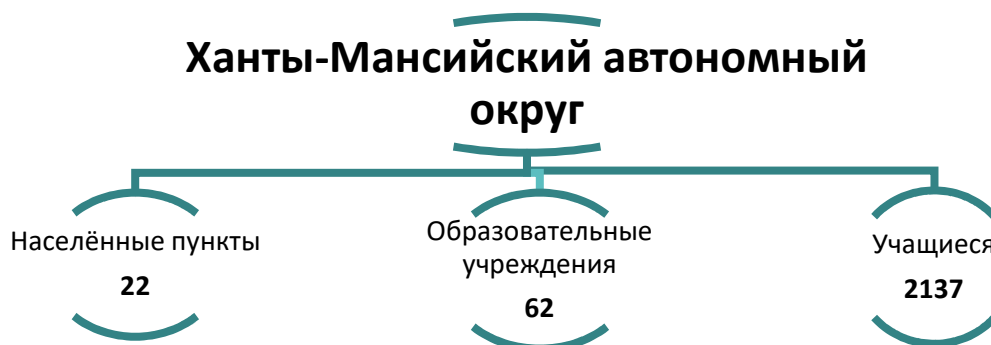 Ханты-Мансийский автономный
округ
Населённые пункты
22
Образовательные
учреждения
62
Учащиеся
2137